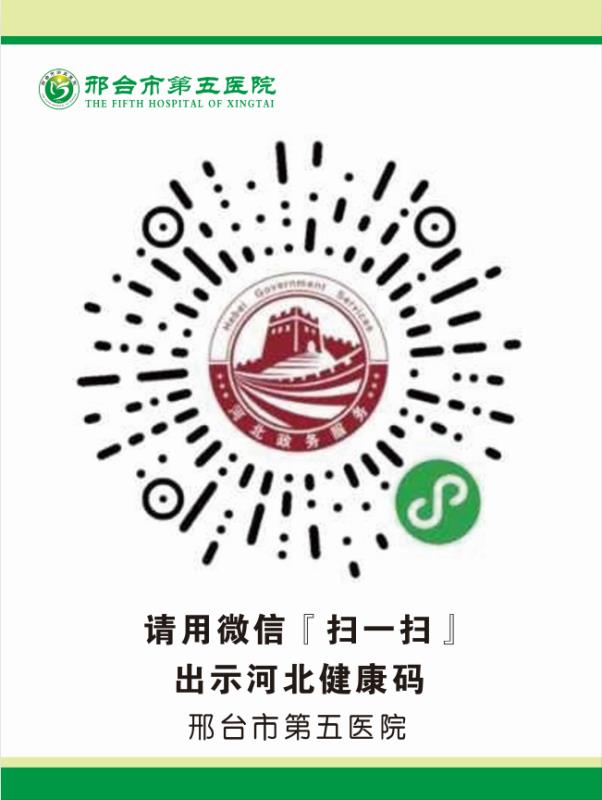 邢台市第五医院
THE FIFTH HOSPITAL OF XINGTAI
Hebei Government Services
河北政务服务
请用微信『扫一扫』
出示河北健康码
邢台市第五医院